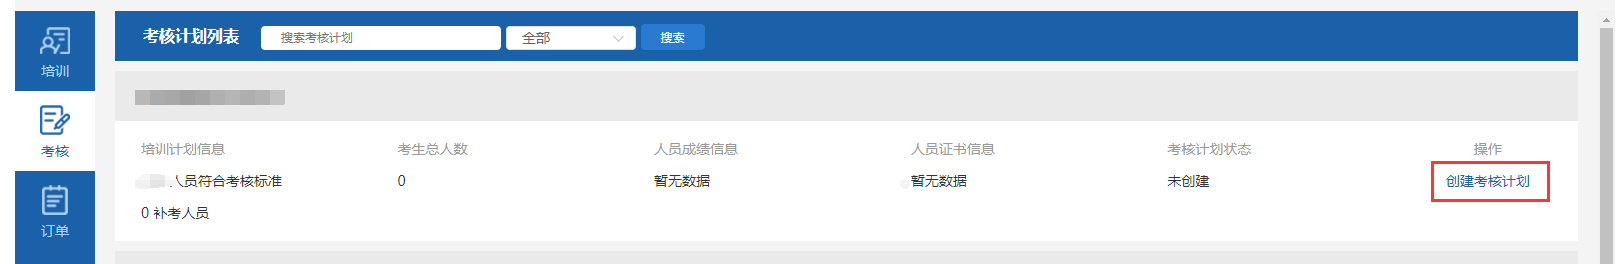 培训
考核
订单
考核计划列表 搜索考核计划 全部 搜索
培训计划信息 考生总人数 人员成绩信息 人员证书信息 考核计划状态 操作
人员符合考核标准 0 暂无数据 暂无数据 未创建 创建考核计划
0 补考人员